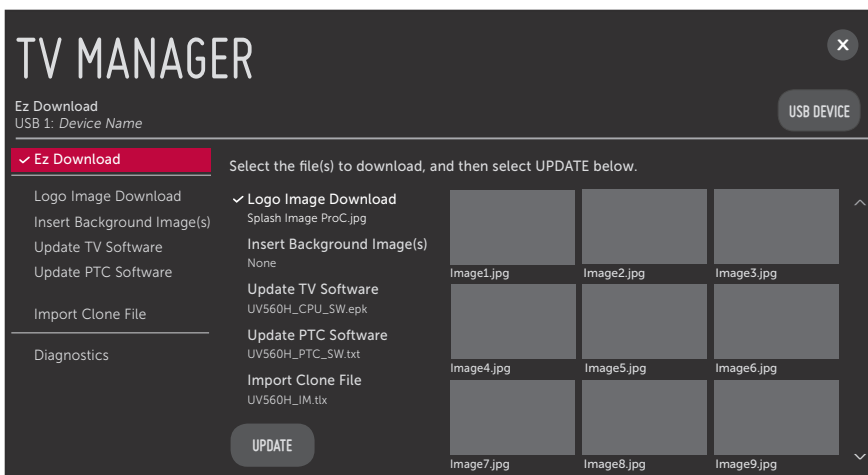 TV MANAGER
X
Ez Download
USB 1: Device Name
USB DEVICE
Ez Download
Logo Image Download
Insert Background Image(s)
Update TV Software
Update PTC Software
Import Clone File
Diagnostics
Select the file(s) to download, and then select UPDATE below.
Logo Image Download
Splash Image ProC.jpg
Insert Background Image(s)
None
Update TV Software
UV560H_CPU_SW.epk
Update PTC Software
UV560H_PTC_SW.txt
Import Clone File
UV560H_IM.tlx
UPDATE
Image1.jpg
Image2.jpg
Image3.jpg
Image4.jpg
Image5.jpg
Image6.jpg
Image7.jpg
Image8.jpg
Image9.jpg